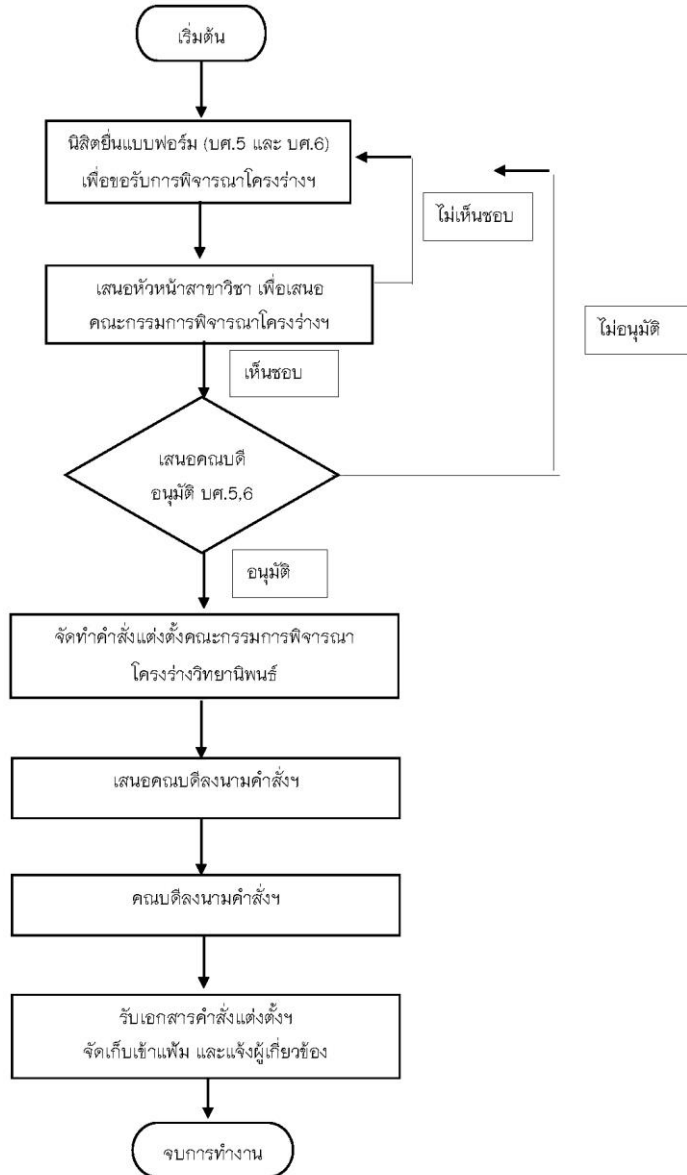 เริ่มต้น
นิสิตยื่นแบบฟอร์ม (บศ.5 และ บศ.6)
เพื่อขอรับการพิจารณาโครงร่างฯ
ไม่เห็นชอบ
เสนอหัวหน้าสาขาวิชา เพื่อเสนอ
คณะกรรมการพิจารณาโครงร่างฯ
ไม่อนุมัติ
เห็นชอบ
เสนอคณบดี
อนุมัติ บศ.5,6
อนุมัติ
จัดทำคำสั่งแต่งตั้งคณะกรรมการพิจารณา
โครงร่างวิทยานิพนธ์
เสนอคณบดีลงนามคำสั่งฯ
คณบดีลงนามคำสั่งฯ
รับเอกสารคำสั่งแต่งตั้งฯ
จัดเก็บเข้าแฟ้ม และแจ้งผู้เกี่ยวข้อง
จบการทำงาน